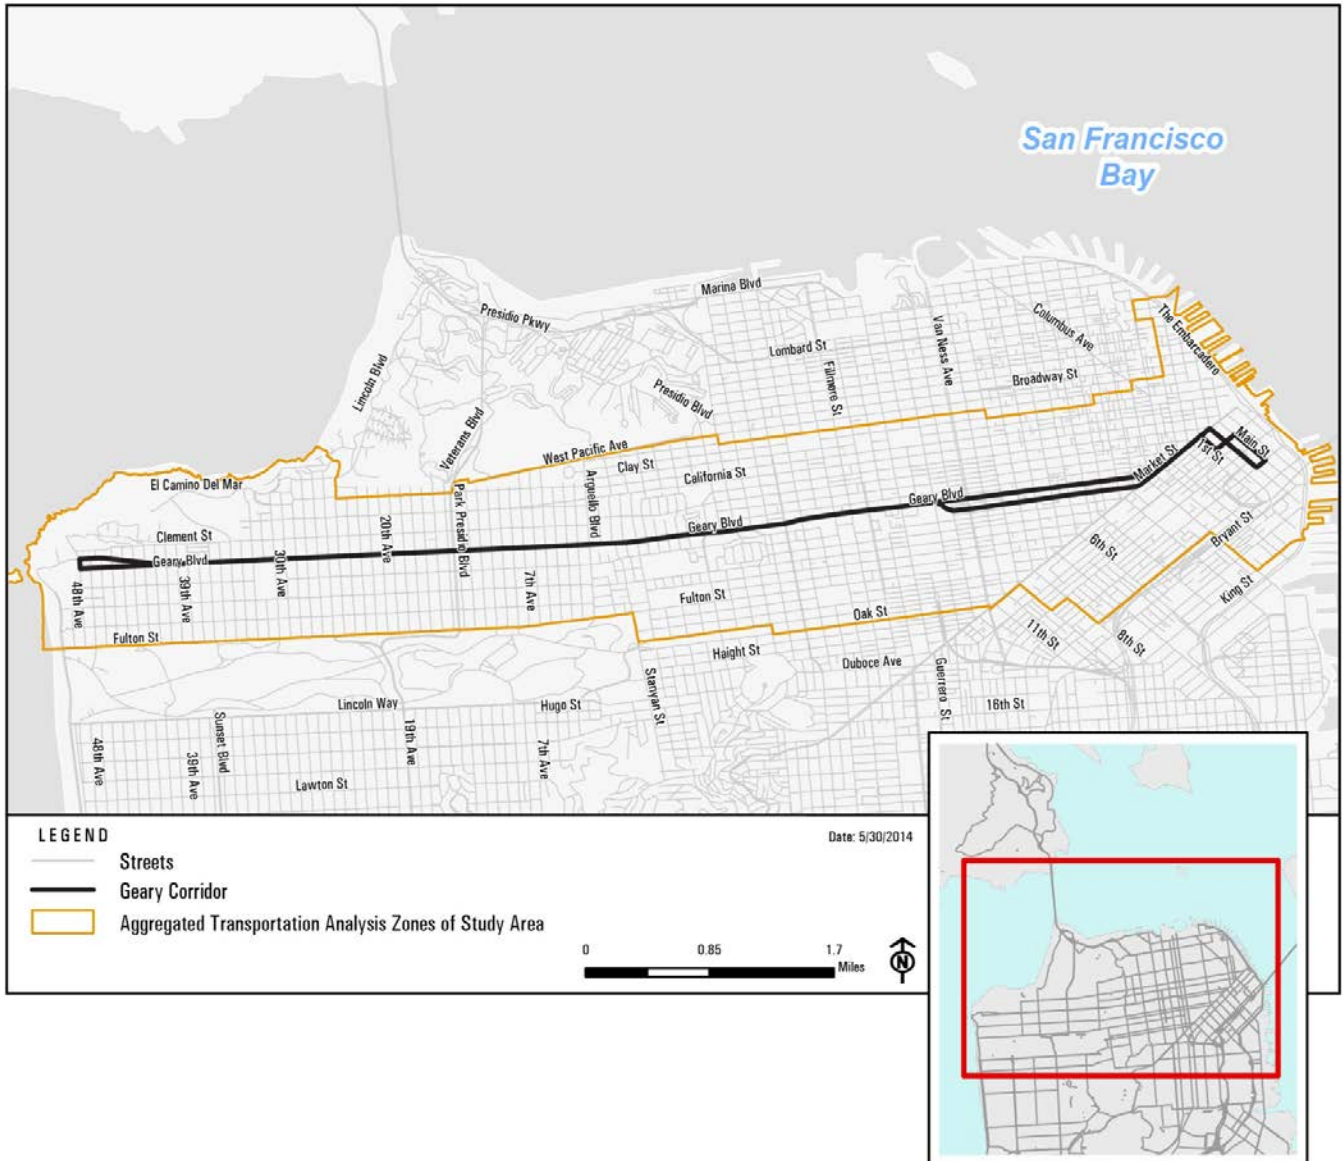 San Francisco
Bay
Marina Blvd
Presidio Pkwy
The Embarcadero
Columbus Ave
Van Ness Ave
Lombard St
Fillmore St
Broadway St
Lincoln Blvd
Presidio Blvd
Veterans Blvd
West Pacific Ave
Main St
1st St
Market St
Clay St
California St
El Camino Del Mar
Arguello Blvd
Park Presidio Blvd
Geary Blvd
Geary Blvd
20th Ave
Clement St
Bryant St
6th St
Geary Blvd
30th Ave
39th Ave
48th Ave
7th Ave
Fulton St
King St
Oak St
Fulton St
11th St
8th St
Haight St
Duboce Ave
Guerrero St
Stanyan St
Lincoln Way
Hugo St
16th St
Sunset Blvd
19th Ave
48th Ave
39th Ave
7th Ave
Lawton St
LEGEND
Date: 5/30/2014
Streets
Geary Corridor
Aggregated Transportation Analysis Zones of Study Area
0 0.85 1.7
Miles
N